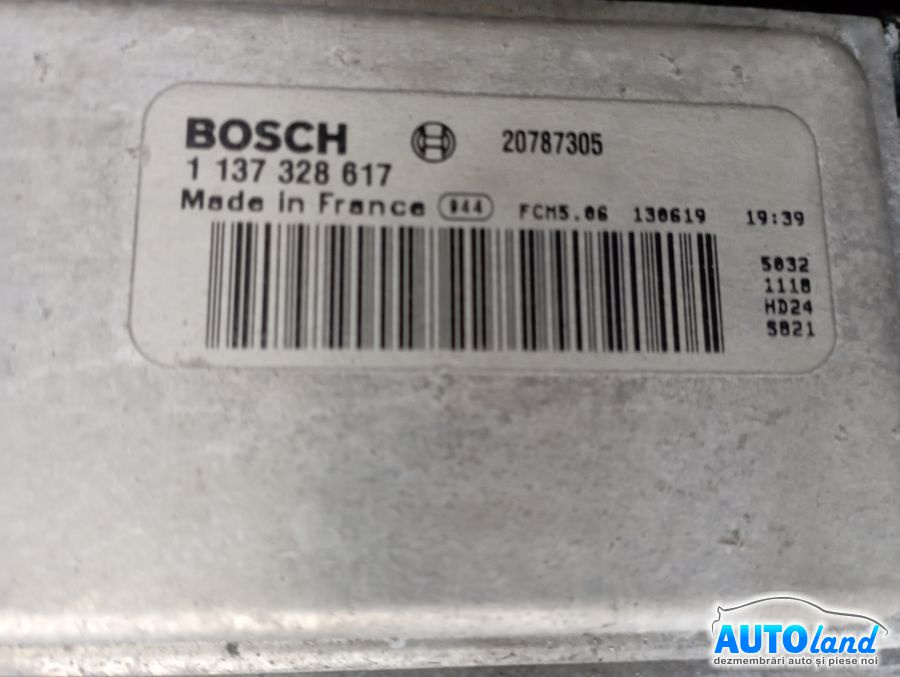 BOSCH 20787305
1 137 328 617
Made in France 944 FCM5.06 130619 19:39
5032
1118
HD24
5821
AUTOland
dezmembrări auto și piese noi